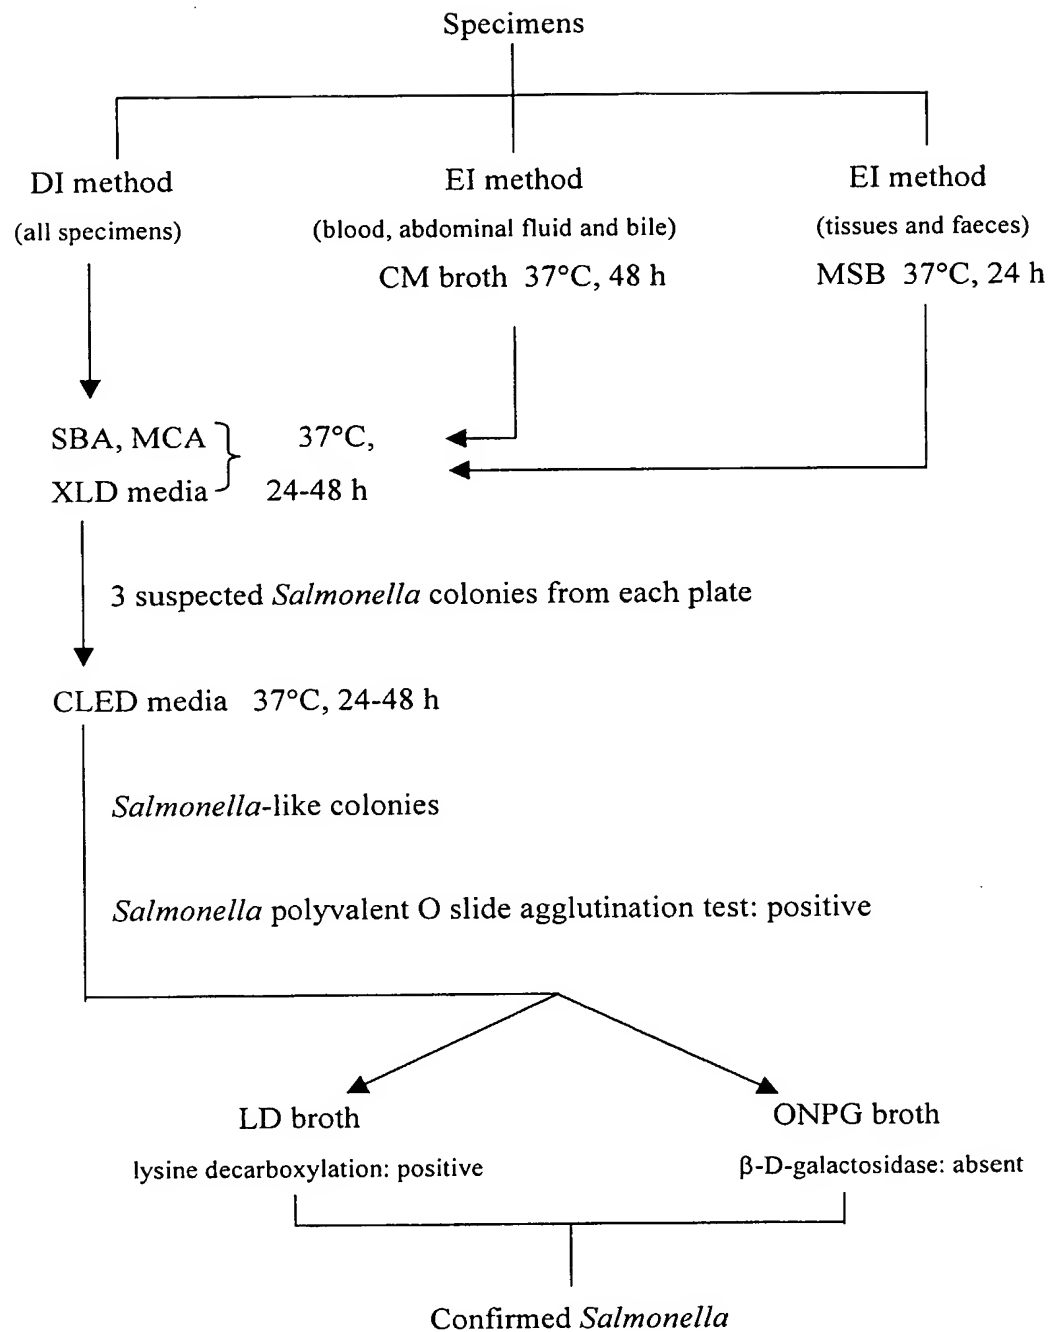 Specimens
DI method
(all specimens)
EI method
(blood, abdominal fluid and bile)
CM broth 37°C, 48 h
EI method
(tissues and faeces)
MSB 37°C, 24 h
SBA, MCA 37°C,
XLD media 24-48 h
3 suspected Salmonella colonies from each plate
CLED media 37°C, 24-48 h
Salmonella-like colonies
Salmonella polyvalent O slide agglutination test: positive
LD broth
lysine decarboxylation: positive
ONPG broth
β-D-galactosidase: absent
Confirmed Salmonella